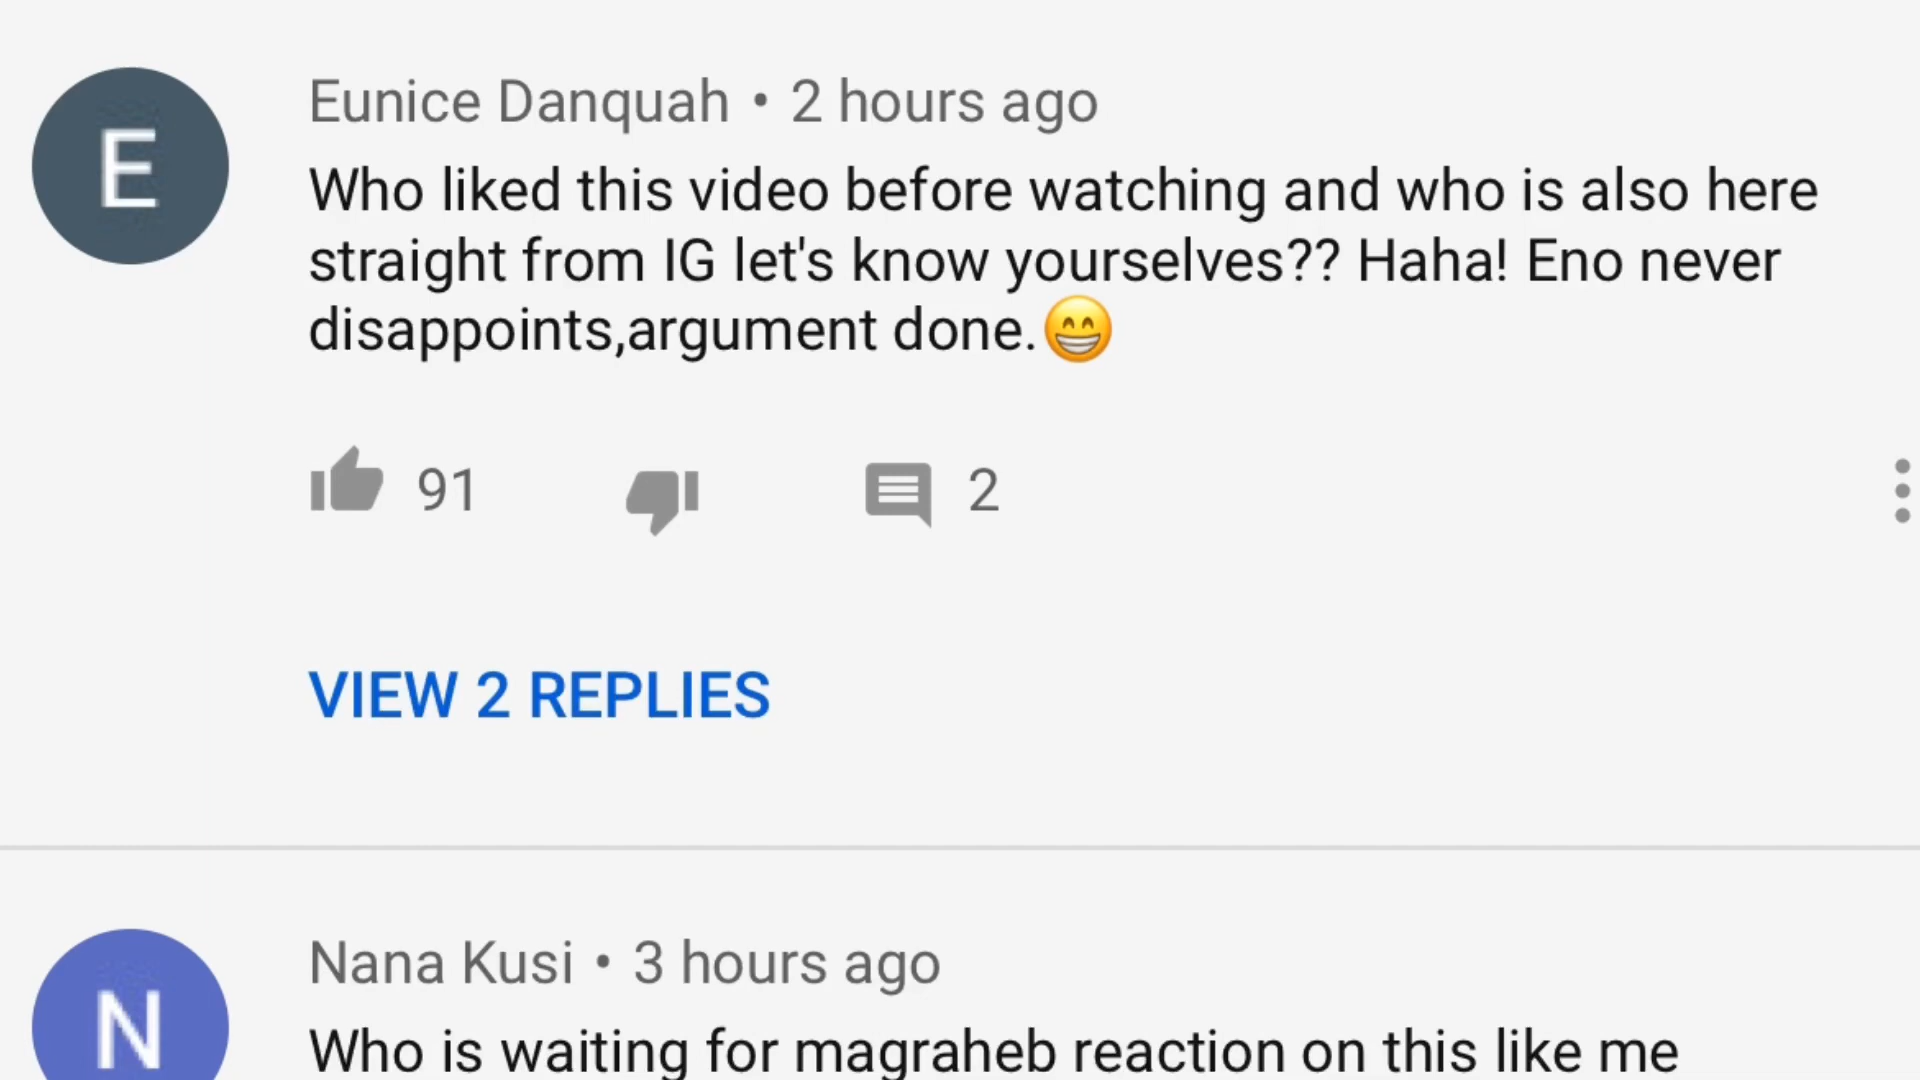 E
Eunice Danquah • 2 hours ago
Who liked this video before watching and who is also here
straight from IG let's know yourselves?? Haha! Eno never
disappoints,argument done.😁
91 2
VIEW 2 REPLIES
N
Nana Kusi • 3 hours ago
Who is waiting for magraheb reaction on this like me